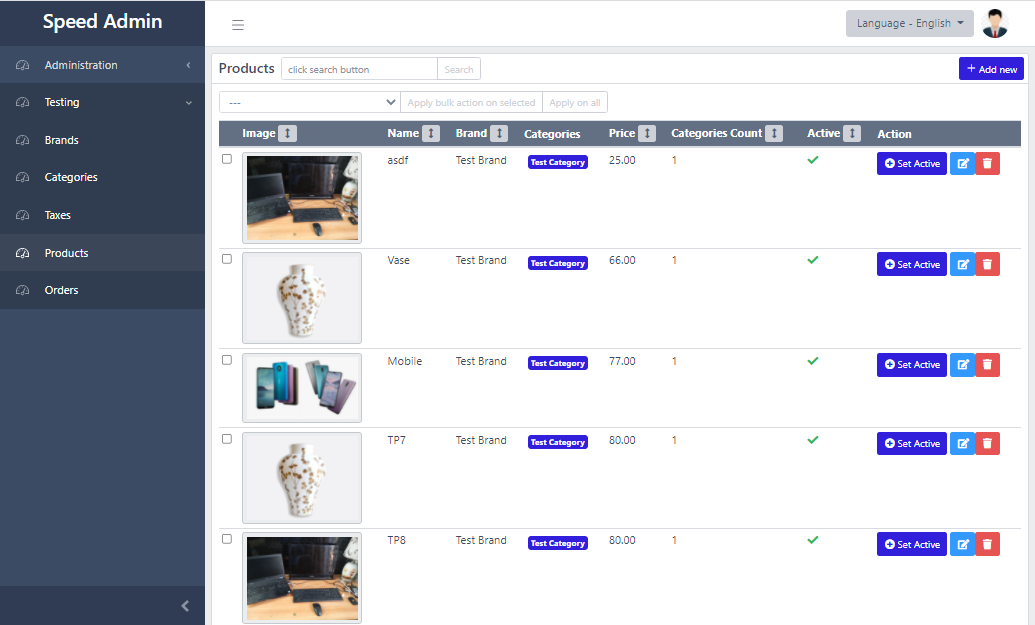 Speed Admin
Language - English
Administration
Testing
Brands
Categories
Taxes
Products
Orders
Products
click search button
Search
+ Add new
---
Apply bulk action on selected
Apply on all
Image Name Brand Categories Price Categories Count Active Action
asdf Test Brand Test Category 25.00 1 Set Active
Vase Test Brand Test Category 66.00 1 Set Active
Mobile Test Brand Test Category 77.00 1 Set Active
TP7 Test Brand Test Category 80.00 1 Set Active
TP8 Test Brand Test Category 80.00 1 Set Active